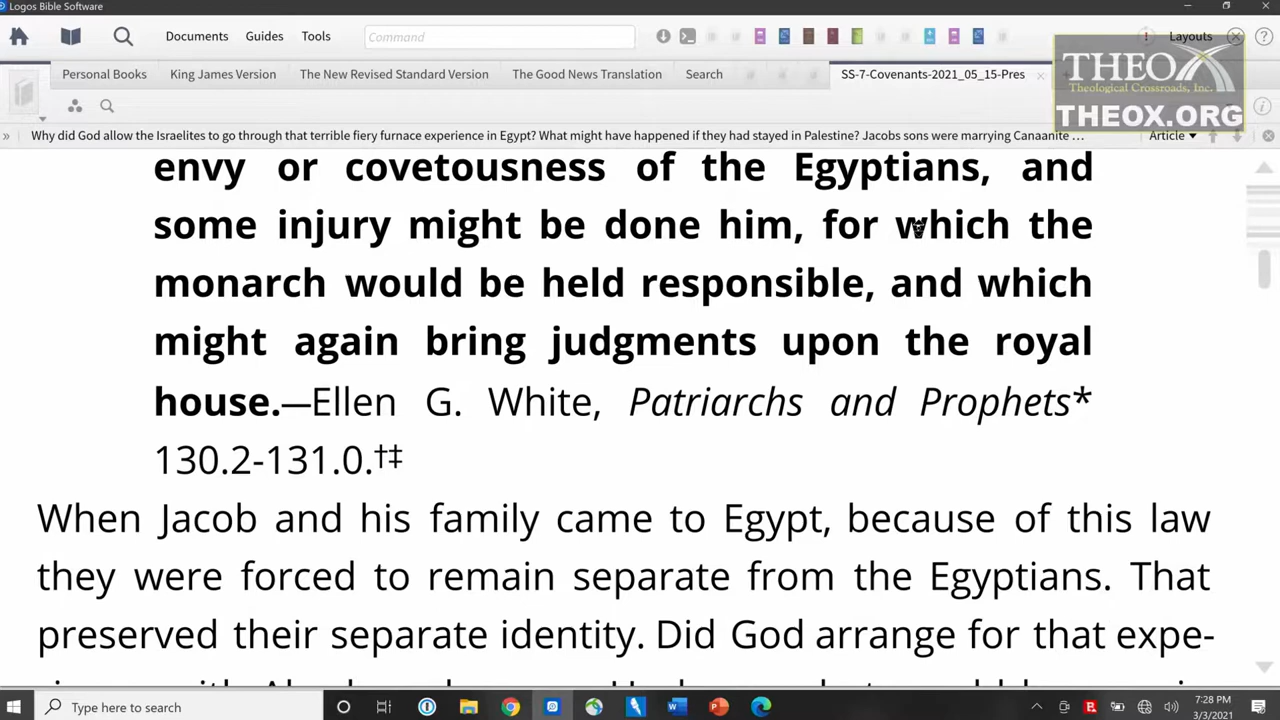 Logos Bible Software
Documents Guides Tools Command Layouts
Personal Books King James Version The New Revised Standard Version The Good News Translation Search SS-7-Covenants-2021_05_15-Pres
THEOX
Theological Crossroads, Inc.
THEOX.ORG
Why did God allow the Israelites to go through that terrible fiery furnace experience in Egypt? What might have happened if they had stayed in Palestine? Jacobs sons were marrying Canaanite ... Article
envy or covetousness of the Egyptians, and
some injury might be done him, for which the
monarch would be held responsible, and which
might again bring judgments upon the royal
house.—Ellen G. White, Patriarchs and Prophets*
130.2-131.0.†‡
When Jacob and his family came to Egypt, because of this law
they were forced to remain separate from the Egyptians. That
preserved their separate identity. Did God arrange for that expe-
Type here to search
7:28 PM
3/3/2021